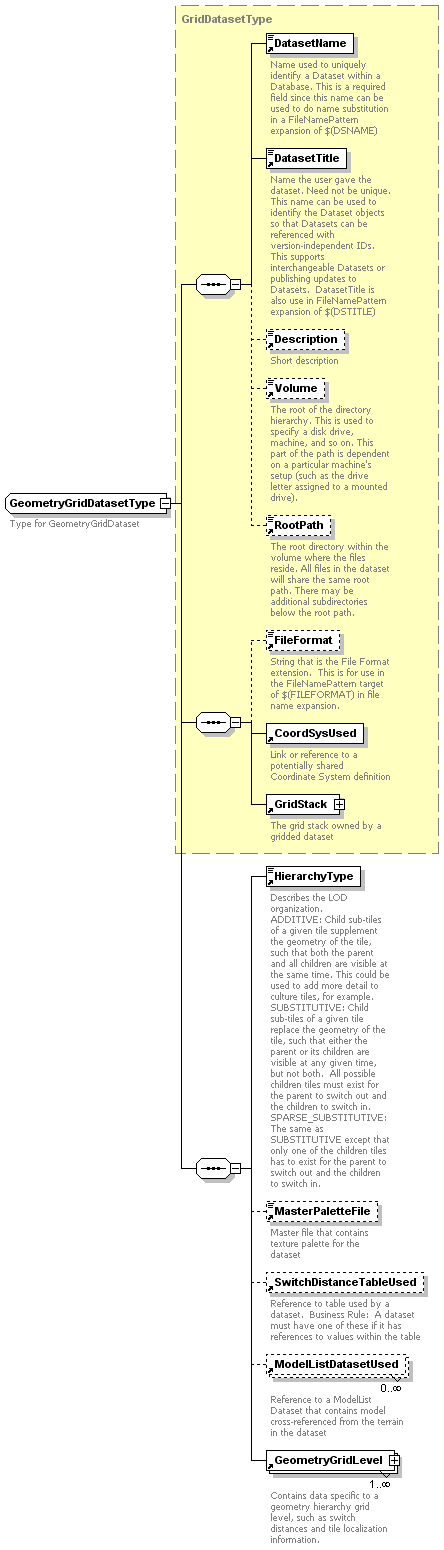 GridDatasetType
DatasetName
Name used to uniquely
identify a Dataset within a
Database. This is a required
field since this name can be
used to do name substitution
in a FileNamePattern
expansion of $(DSNAME)
DatasetTitle
Name the user gave the
dataset. Need not be unique.
This name can be used to
identify the Dataset objects
so that Datasets can be
referenced with
version-independent IDs.
This supports
interchangeable Datasets or
publishing updates to
Datasets.  DatasetTitle is
also use in FileNamePattern
expansion of $(DSTITLE)
Description
Short description
Volume
The root of the directory
hierarchy. This is used to
specify a disk drive,
machine, and so on. This
part of the path is dependent
on a particular machine's
setup (such as the drive
letter assigned to a mounted
drive).
GeometryGridDatasetType
Type for GeometryGridDataset
RootPath
The root directory within the
volume where the files
reside. All files in the dataset
will share the same root
path. There may be
additional subdirectories
below the root path.
FileFormat
String that is the File Format
extension.  This is for use in
the FileNamePattern target
of $(FILEFORMAT) in file
name expansion.
CoordSysUsed
Link or reference to a
potentially shared
Coordinate System definition
GridStack
The grid stack owned by a
gridded dataset
HierarchyType
Describes the LOD
organization.
ADDITIVE: Child sub-tiles
of a given tile supplement
the geometry of the tile,
such that both the parent
and all children are visible at
the same time. This could be
used to add more detail to
culture tiles, for example.
SUBSTITUTIVE: Child
sub-tiles of a given tile
replace the geometry of the
tile, such that either the
parent or its children are
visible at any given time,
but not both.  All possible
children tiles must exist for
the parent to switch out and
the children to switch in.
SPARSE_SUBSTITUTIVE:
The same as
SUBSTITUTIVE except that
only one of the children tiles
has to exist for the parent to
switch out and the children
to switch in.
MasterPaletteFile
Master file that contains
texture palette for the
dataset
SwitchDistanceTableUsed
Reference to table used by a
dataset.  Business Rule:  A dataset
must have one of these if it has
references to values within the table
ModelListDatasetUsed
0..∞
Reference to a ModelList
Dataset that contains model
cross-referenced from the terrain
in the dataset
GeometryGridLevel
1..∞
Contains data specific to a
geometry hierarchy grid
level, such as switch
distances and tile localization
information.